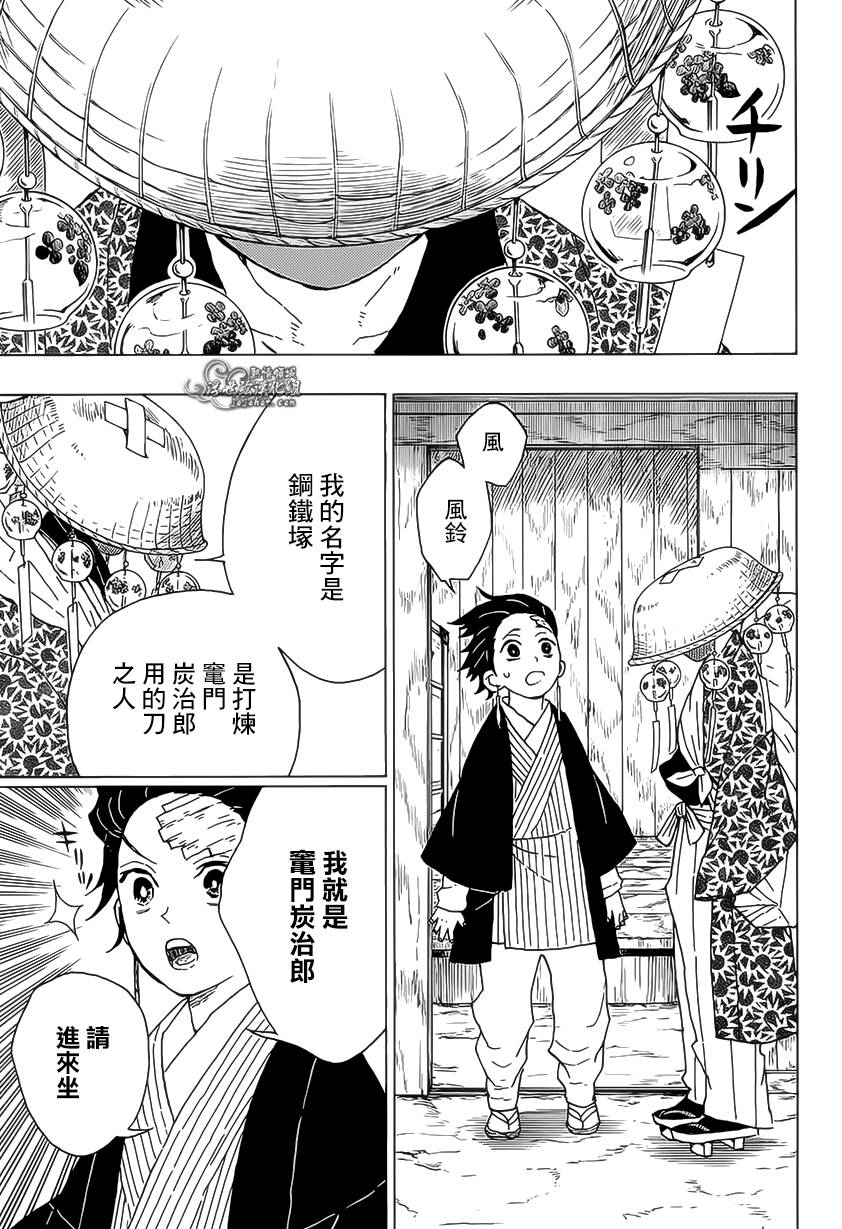 チリン
風
風鈴
我的名字是
鋼鐵塚
是打煉
竈門
炭治郎
用的刀
之人
我就是
竈門炭治郎
請
進來坐